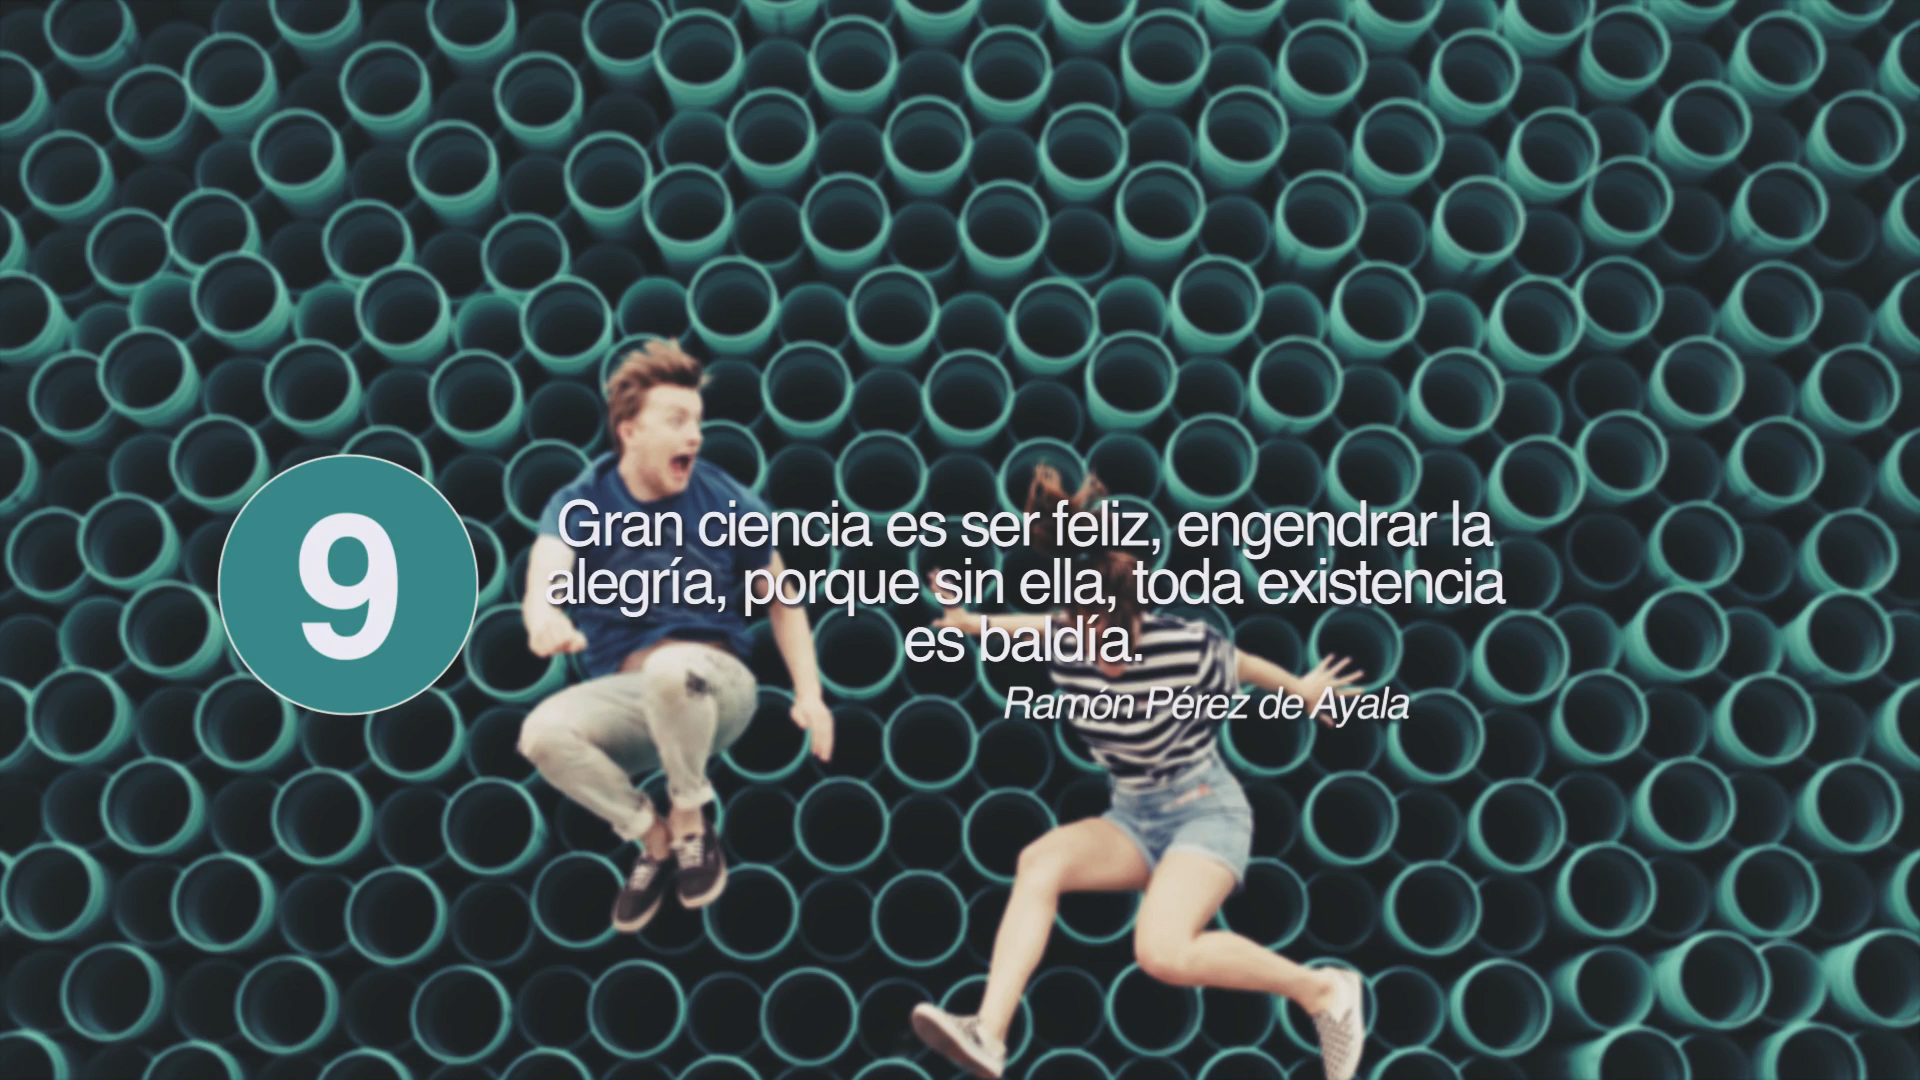 9
Gran ciencia es ser feliz, engendrar la
alegría, porque sin ella, toda existencia
es baldía.
Ramón Pérez de Ayala